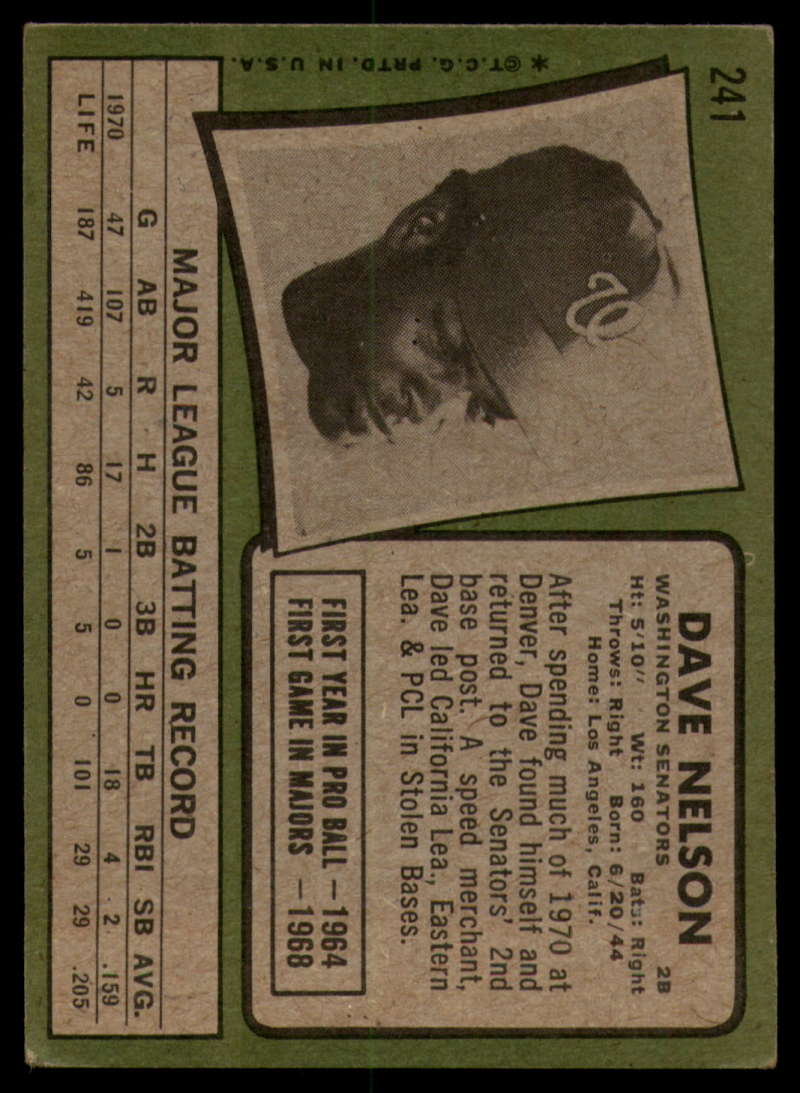 241
* ©T.C.G. PRTD. IN U.S.A.
DAVE NELSON
WASHINGTON SENATORS 2B
Ht: 5'10" Wt: 160 Bats: Right
Throws: Right Born: 6/20/44
Home: Los Angeles, Calif.
After spending much of 1970 at
Denver, Dave found himself and
returned to the Senators' 2nd
base post. A speed merchant,
Dave led California Lea., Eastern
Lea. & PCL in Stolen Bases.
FIRST YEAR IN PRO BALL—1964
FIRST GAME IN MAJORS —1968
W
MAJOR LEAGUE BATTING RECORD
G AB R H 2B 3B HR TB RBI SB AVG.
1970 47 107 5 17 1 0 0 18 4 2 .159
LIFE 187 419 42 86 5 5 0 101 29 29 .205